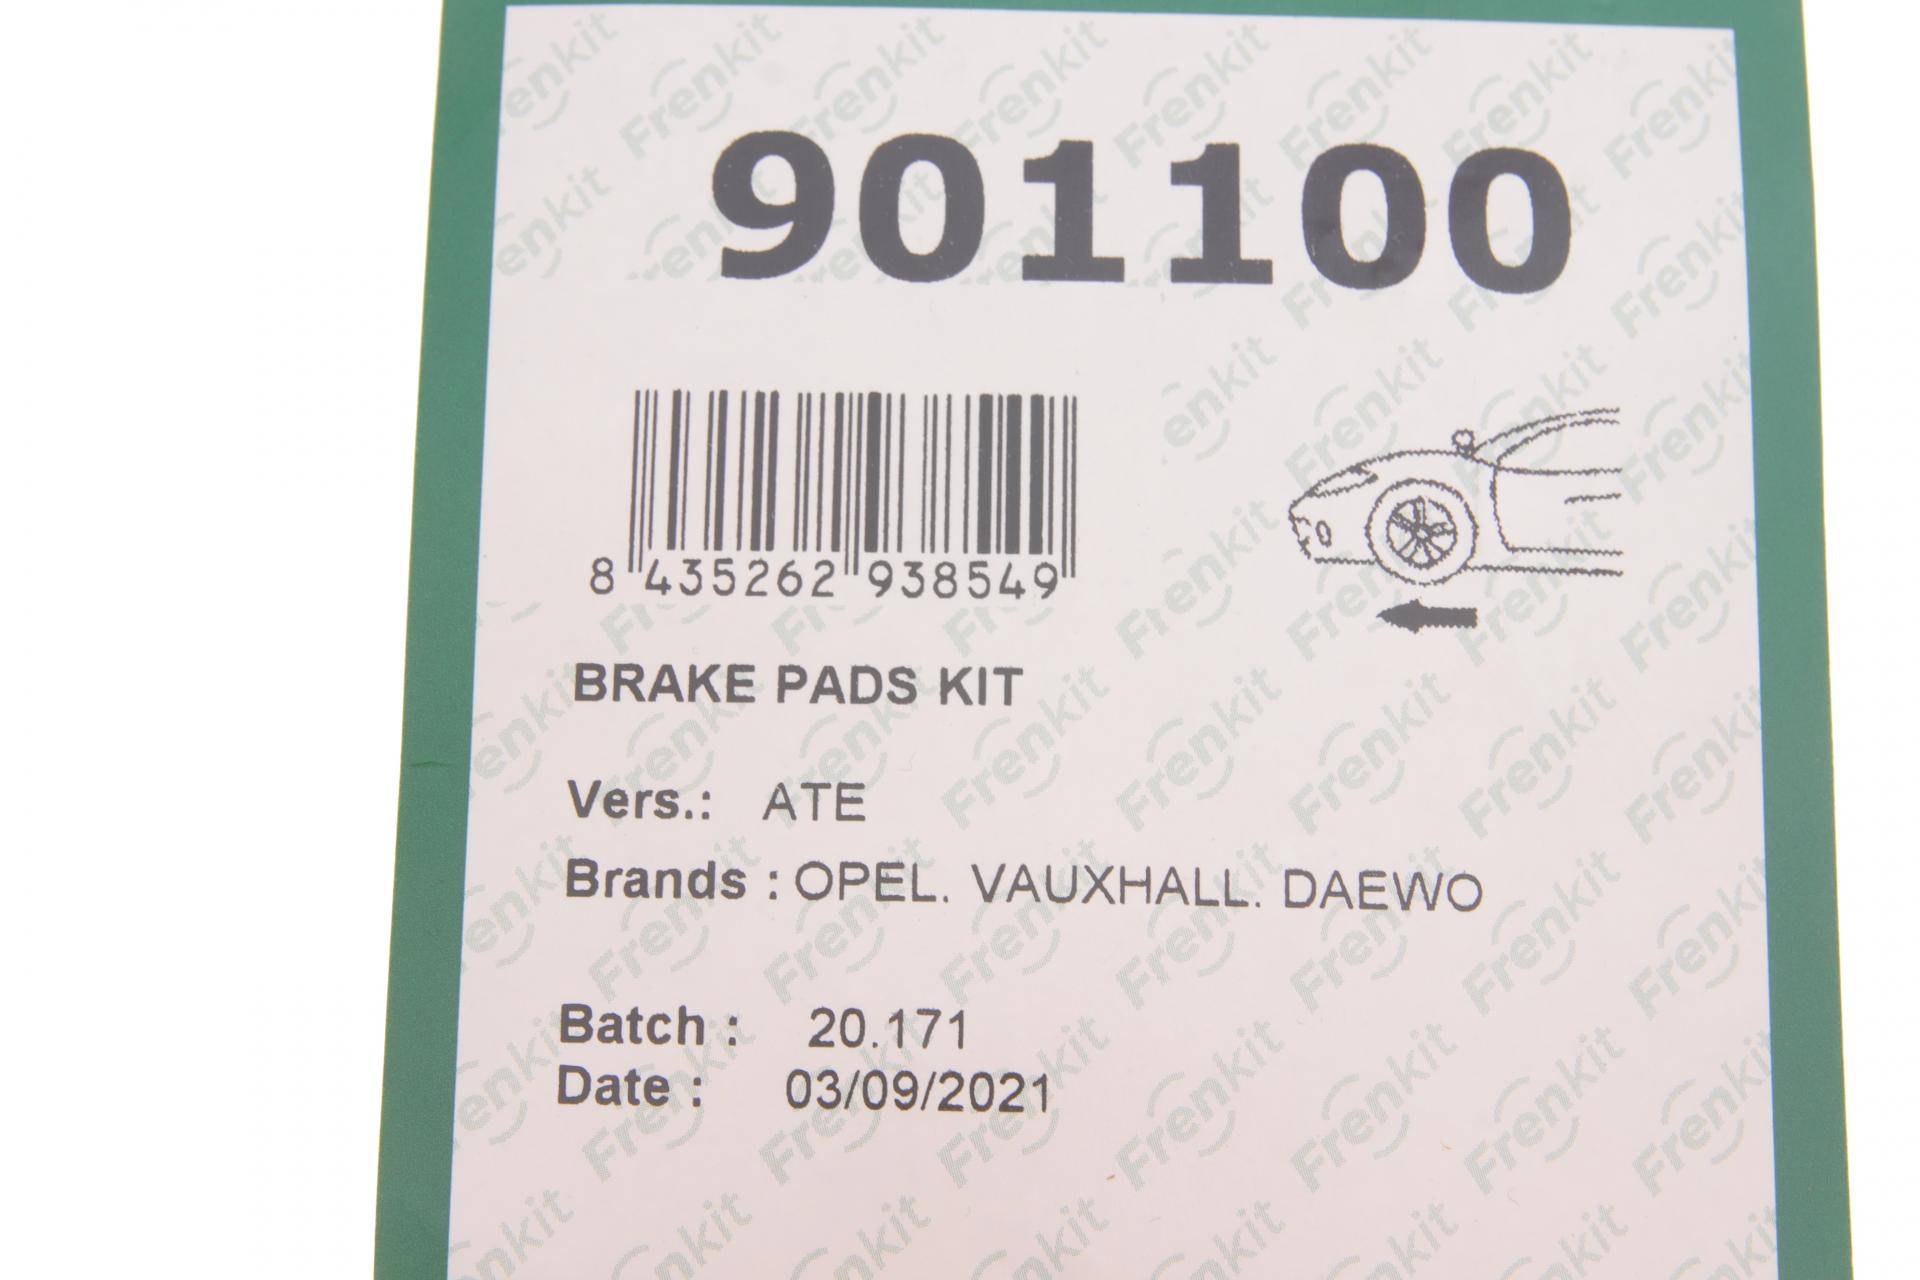 901100
8 435262 938549
BRAKE PADS KIT
Vers.: ATE
Brands : OPEL. VAUXHALL. DAEWO
Batch : 20.171
Date : 03/09/2021
Frenkit